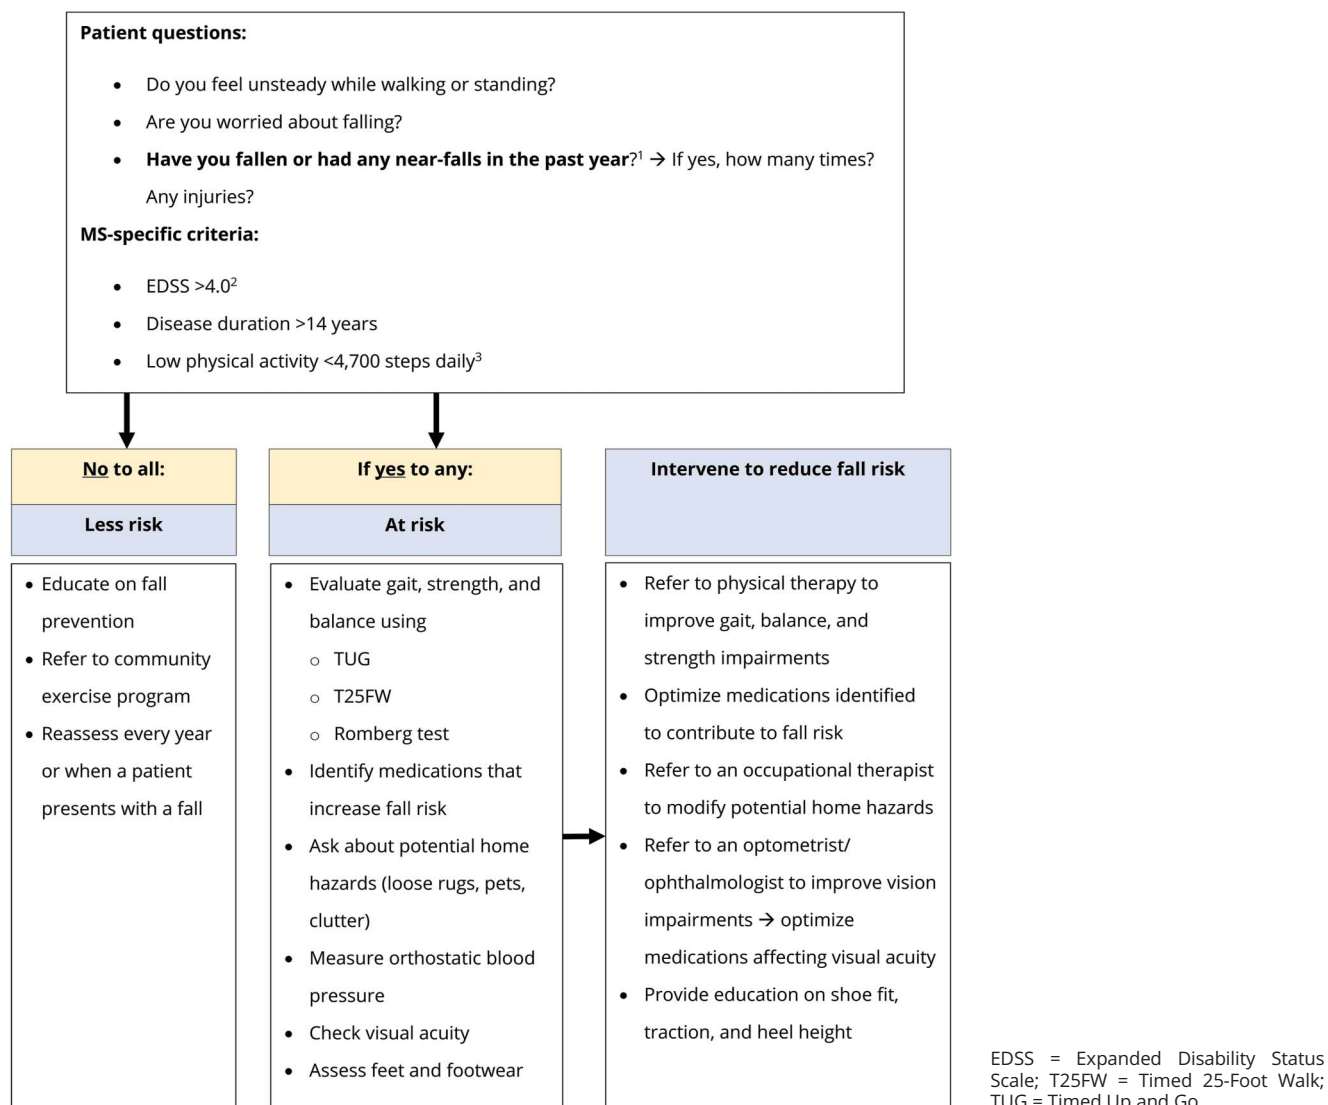 Patient questions:
• Do you feel unsteady while walking or standing?
• Are you worried about falling?
• Have you fallen or had any near-falls in the past year?¹ → If yes, how many times?
Any injuries?
MS-specific criteria:
• EDSS >4.0²
• Disease duration >14 years
• Low physical activity <4,700 steps daily³
No to all:
Less risk
• Educate on fall
prevention
• Refer to community
exercise program
• Reassess every year
or when a patient
presents with a fall
If yes to any:
At risk
• Evaluate gait, strength, and
balance using
○ TUG
○ T25FW
○ Romberg test
• Identify medications that
increase fall risk
• Ask about potential home
hazards (loose rugs, pets,
clutter)
• Measure orthostatic blood
pressure
• Check visual acuity
• Assess feet and footwear
Intervene to reduce fall risk
• Refer to physical therapy to
improve gait, balance, and
strength impairments
• Optimize medications identified
to contribute to fall risk
• Refer to an occupational therapist
to modify potential home hazards
• Refer to an optometrist/
ophthalmologist to improve vision
impairments → optimize
medications affecting visual acuity
• Provide education on shoe fit,
traction, and heel height
EDSS = Expanded Disability Status
Scale; T25FW = Timed 25-Foot Walk;
TUG = Timed Up and Go